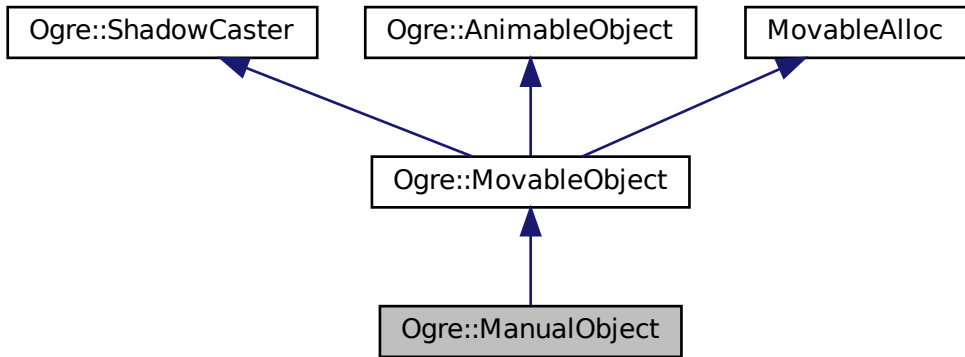 Ogre::ShadowCaster
Ogre::AnimableObject
MovableAlloc
Ogre::MovableObject
Ogre::ManualObject